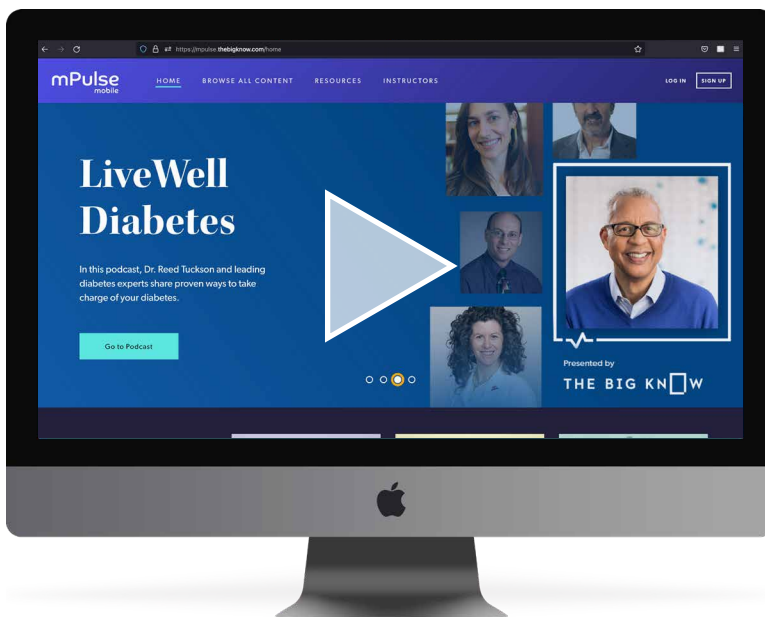 https://mpulse.thebigknow.com/home
mPulse
mobile
HOME BROWSE ALL CONTENT RESOURCES INSTRUCTORS LOG IN SIGN UP
LiveWell
Diabetes
In this podcast, Dr. Reed Tuckson and leading
diabetes experts share proven ways to take
charge of your diabetes.
Go to Podcast
Presented by
THE BIG KNOW